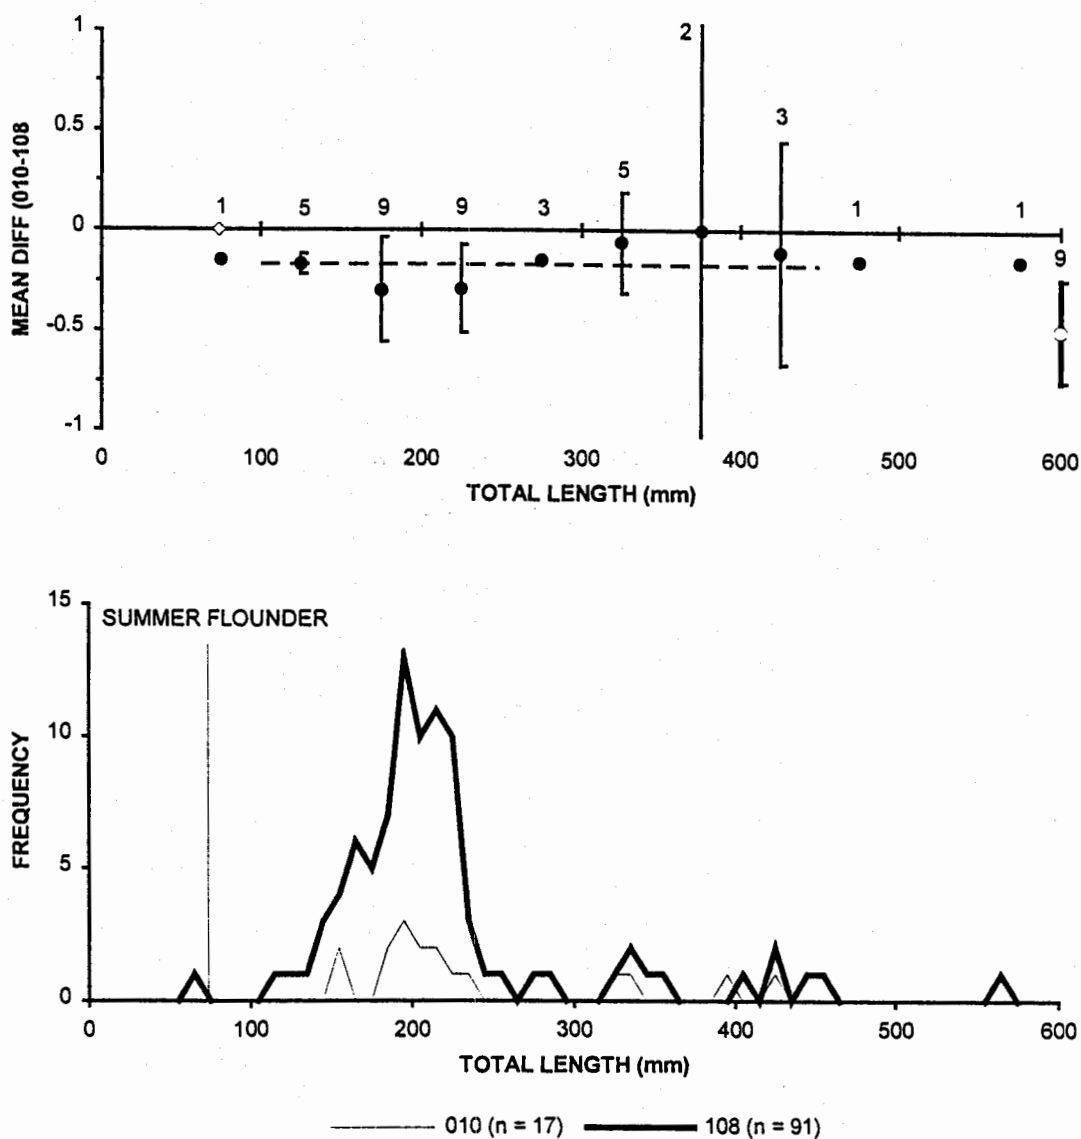 1
2
3
0.5
5
1 5 9 9 3 1 1
0
9
MEAN DIFF (010-108
-0.5
-1
0 100 200 300 400 500 600
TOTAL LENGTH (mm)
15
SUMMER FLOUNDER
10
FREQUENCY
5
0
0 100 200 300 400 500 600
TOTAL LENGTH (mm)
010 (n = 17) 108 (n = 91)